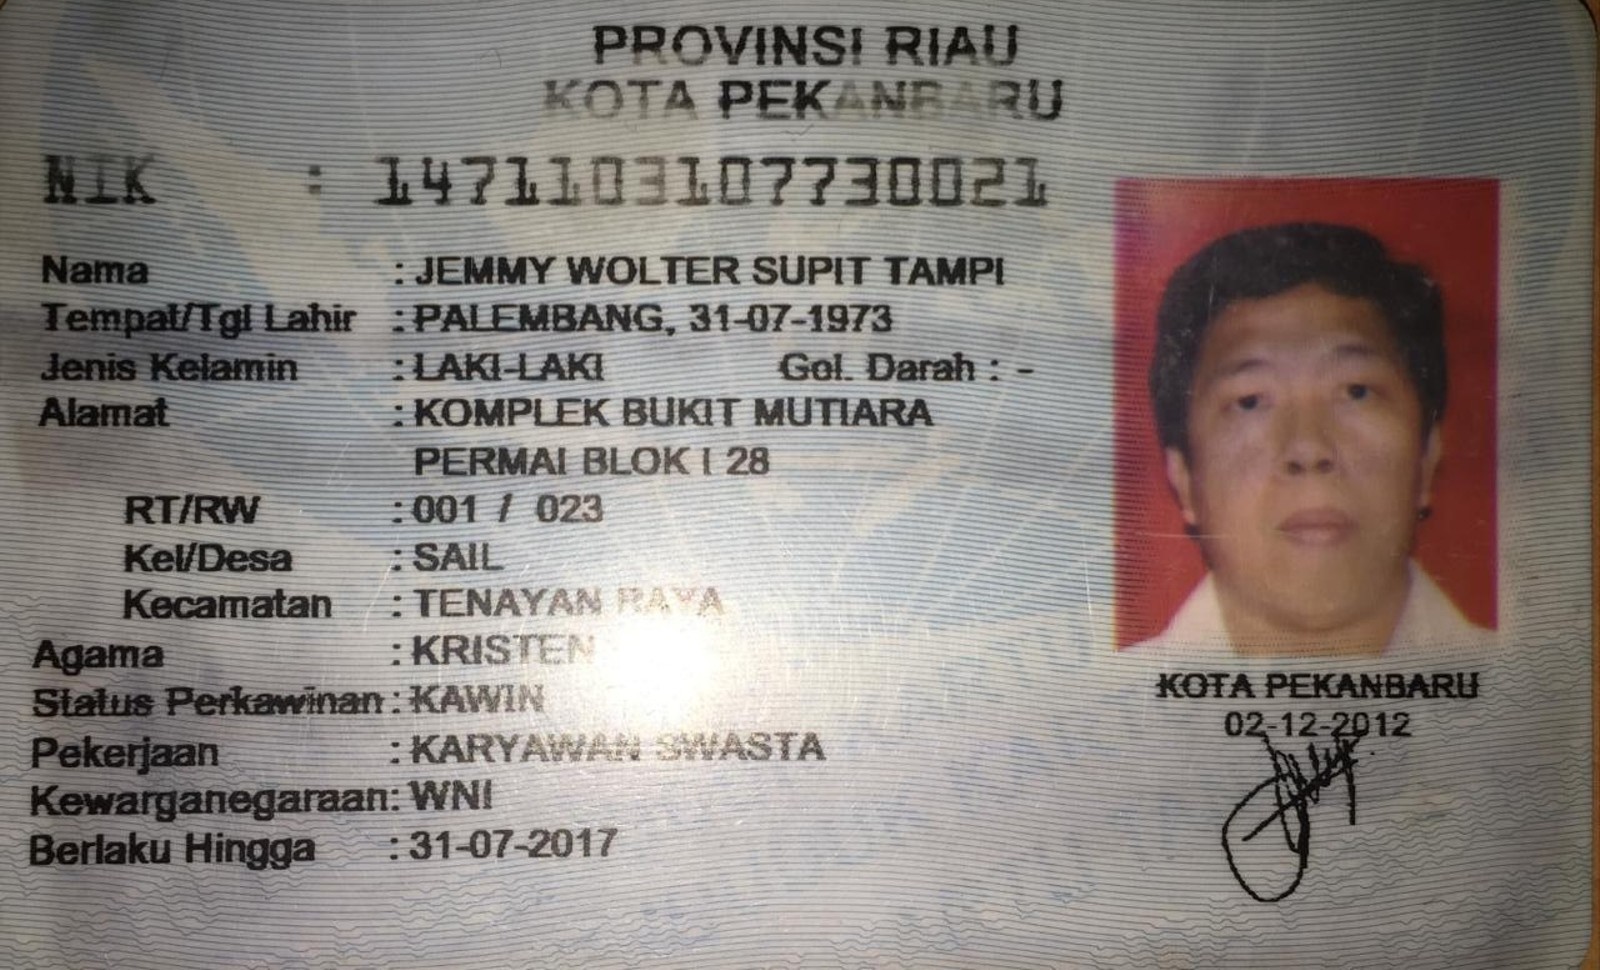 PROVINSI RIAU
KOTA PEKANBARU
NIK : 1471103107730021
Nama : JEMMY WOLTER SUPIT TAMPI
Tempat/Tgl Lahir : PALEMBANG, 31-07-1973
Jenis Kelamin : LAKI-LAKI Gol. Darah : -
Alamat : KOMPLEK BUKIT MUTIARA
PERMAI BLOK I 28
RT/RW : 001 / 023
Kel/Desa : SAIL
Kecamatan : TENAYAN RAYA
Agama : KRISTEN
Status Perkawinan : KAWIN
Pekerjaan : KARYAWAN SWASTA
Kewarganegaraan : WNI
Berlaku Hingga : 31-07-2017
KOTA PEKANBARU
02-12-2012